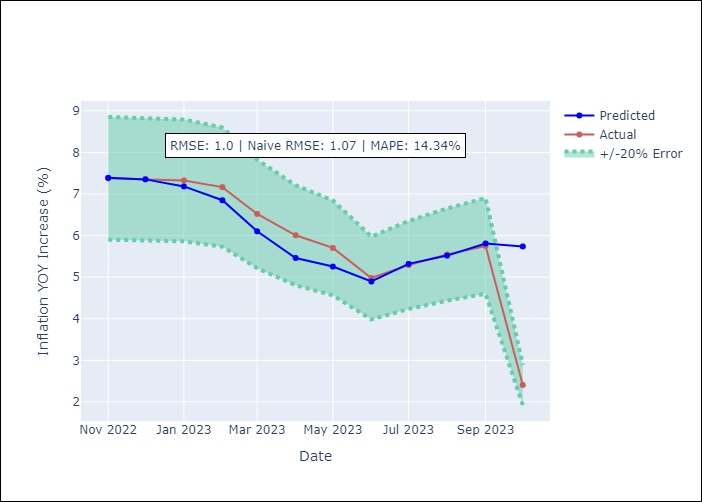 RMSE: 1.0 | Naive RMSE: 1.07 | MAPE: 14.34%
Predicted
Actual
+/-20% Error
Inflation YOY Increase (%)
9
8
7
6
5
4
3
2
Nov 2022
Jan 2023
Mar 2023
May 2023
Jul 2023
Sep 2023
Date